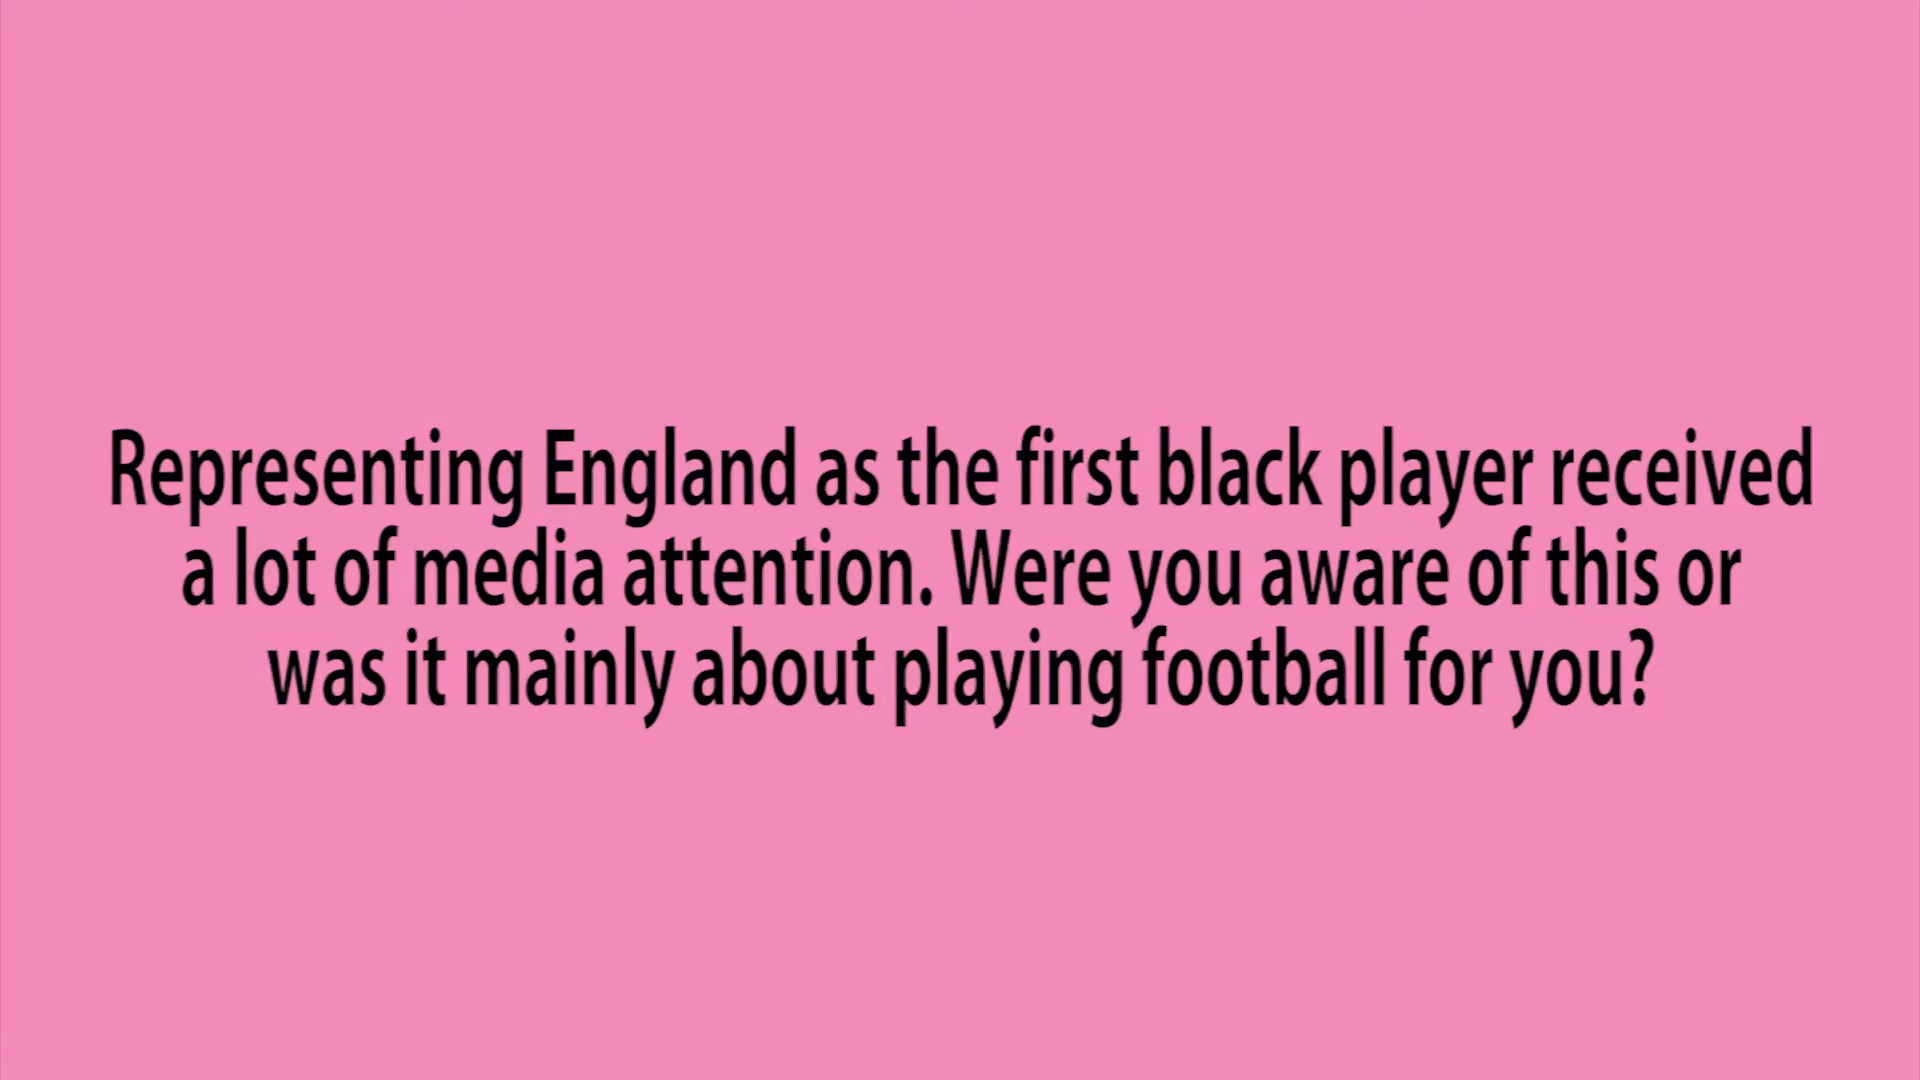 Representing England as the first black player received
a lot of media attention. Were you aware of this or
was it mainly about playing football for you?